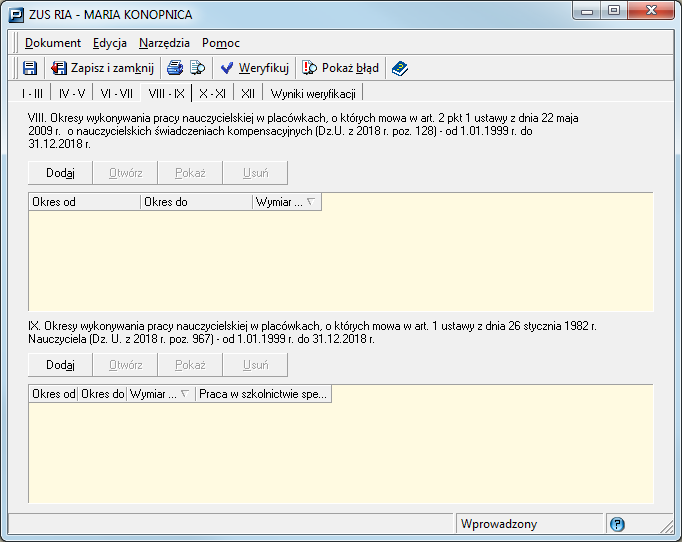 ZUS RIA - MARIA KONOPNICA
Dokument Edycja Narzędzia Pomoc
Zapisz i zamknij Weryfikuj Pokaż błąd
I - III IV - V VI - VII VIII - IX X - XI XII Wyniki weryfikacji
VIII. Okresy wykonywania pracy nauczycielskiej w placówkach, o których mowa w art. 2 pkt 1 ustawy z dnia 22 maja
2009 r. o nauczycielskich świadczeniach kompensacyjnych (Dz.U. z 2018 r. poz. 128) - od 1.01.1999 r. do
31.12.2018 r.
Dodaj Otwórz Pokaż Usuń
Okres od Okres do Wymiar ...
IX. Okresy wykonywania pracy nauczycielskiej w placówkach, o których mowa w art. 1 ustawy z dnia 26 stycznia 1982 r.
Nauczyciela (Dz. U. z 2018 r. poz. 967) - od 1.01.1999 r. do 31.12.2018 r.
Dodaj Otwórz Pokaż Usuń
Okres od Okres do Wymiar ... Praca w szkolnictwie spe...
Wprowadzony